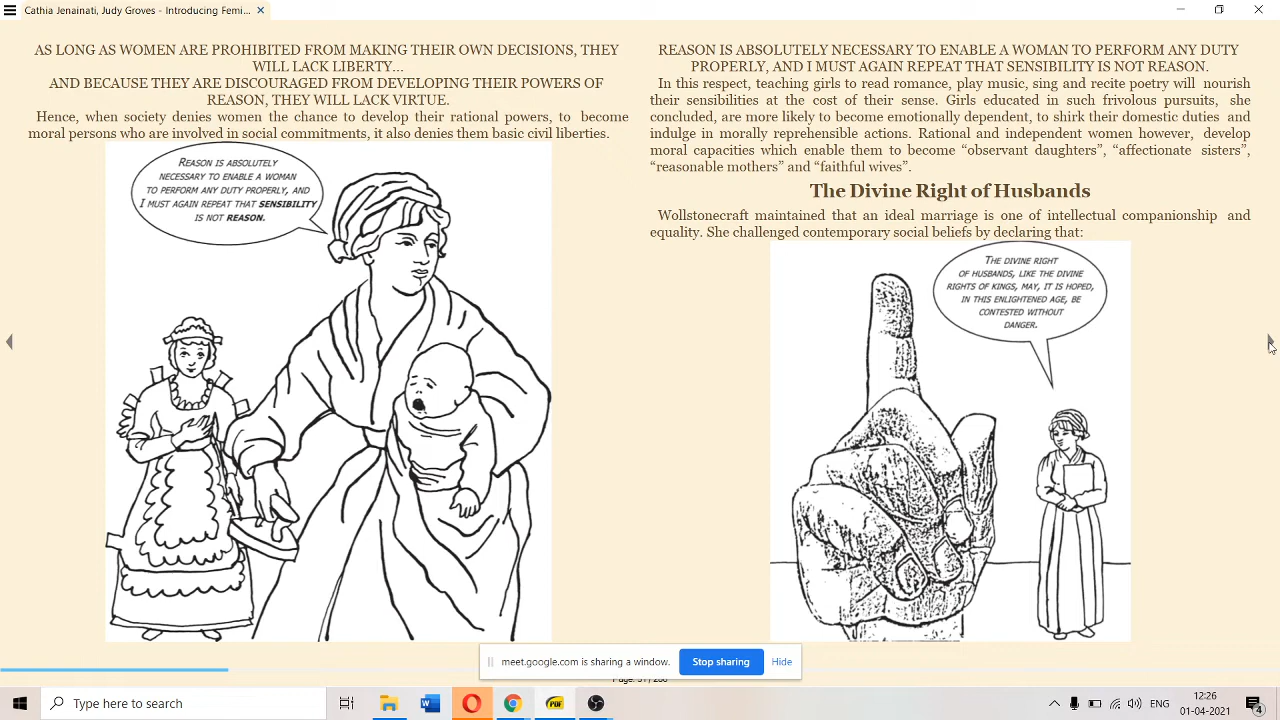 Cathia Jenainati, Judy Groves - Introducing Femi...
AS LONG AS WOMEN ARE PROHIBITED FROM MAKING THEIR OWN DECISIONS, THEY
WILL LACK LIBERTY...
AND BECAUSE THEY ARE DISCOURAGED FROM DEVELOPING THEIR POWERS OF
REASON, THEY WILL LACK VIRTUE.
Hence, when society denies women the chance to develop their rational powers, to become
moral persons who are involved in social commitments, it also denies them basic civil liberties.
REASON IS ABSOLUTELY
NECESSARY TO ENABLE A WOMAN
TO PERFORM ANY DUTY PROPERLY, AND
I MUST AGAIN REPEAT THAT SENSIBILITY
IS NOT REASON.
REASON IS ABSOLUTELY NECESSARY TO ENABLE A WOMAN TO PERFORM ANY DUTY
PROPERLY, AND I MUST AGAIN REPEAT THAT SENSIBILITY IS NOT REASON.
In this respect, teaching girls to read romance, play music, sing and recite poetry will nourish
their sensibilities at the cost of their sense. Girls educated in such frivolous pursuits, she
concluded, are more likely to become emotionally dependent, to shirk their domestic duties and
indulge in morally reprehensible actions. Rational and independent women however, develop
moral capacities which enable them to become “observant daughters”, “affectionate sisters”,
“reasonable mothers” and “faithful wives”.
The Divine Right of Husbands
Wollstonecraft maintained that an ideal marriage is one of intellectual companionship and
equality. She challenged contemporary social beliefs by declaring that:
THE DIVINE RIGHT
OF HUSBANDS, LIKE THE DIVINE
RIGHTS OF KINGS, MAY, IT IS HOPED,
IN THIS ENLIGHTENED AGE, BE
CONTESTED WITHOUT
DANGER.
meet.google.com is sharing a window.
Stop sharing
Hide
Type here to search
PDF
ENG
12:26
01-04-2021
4